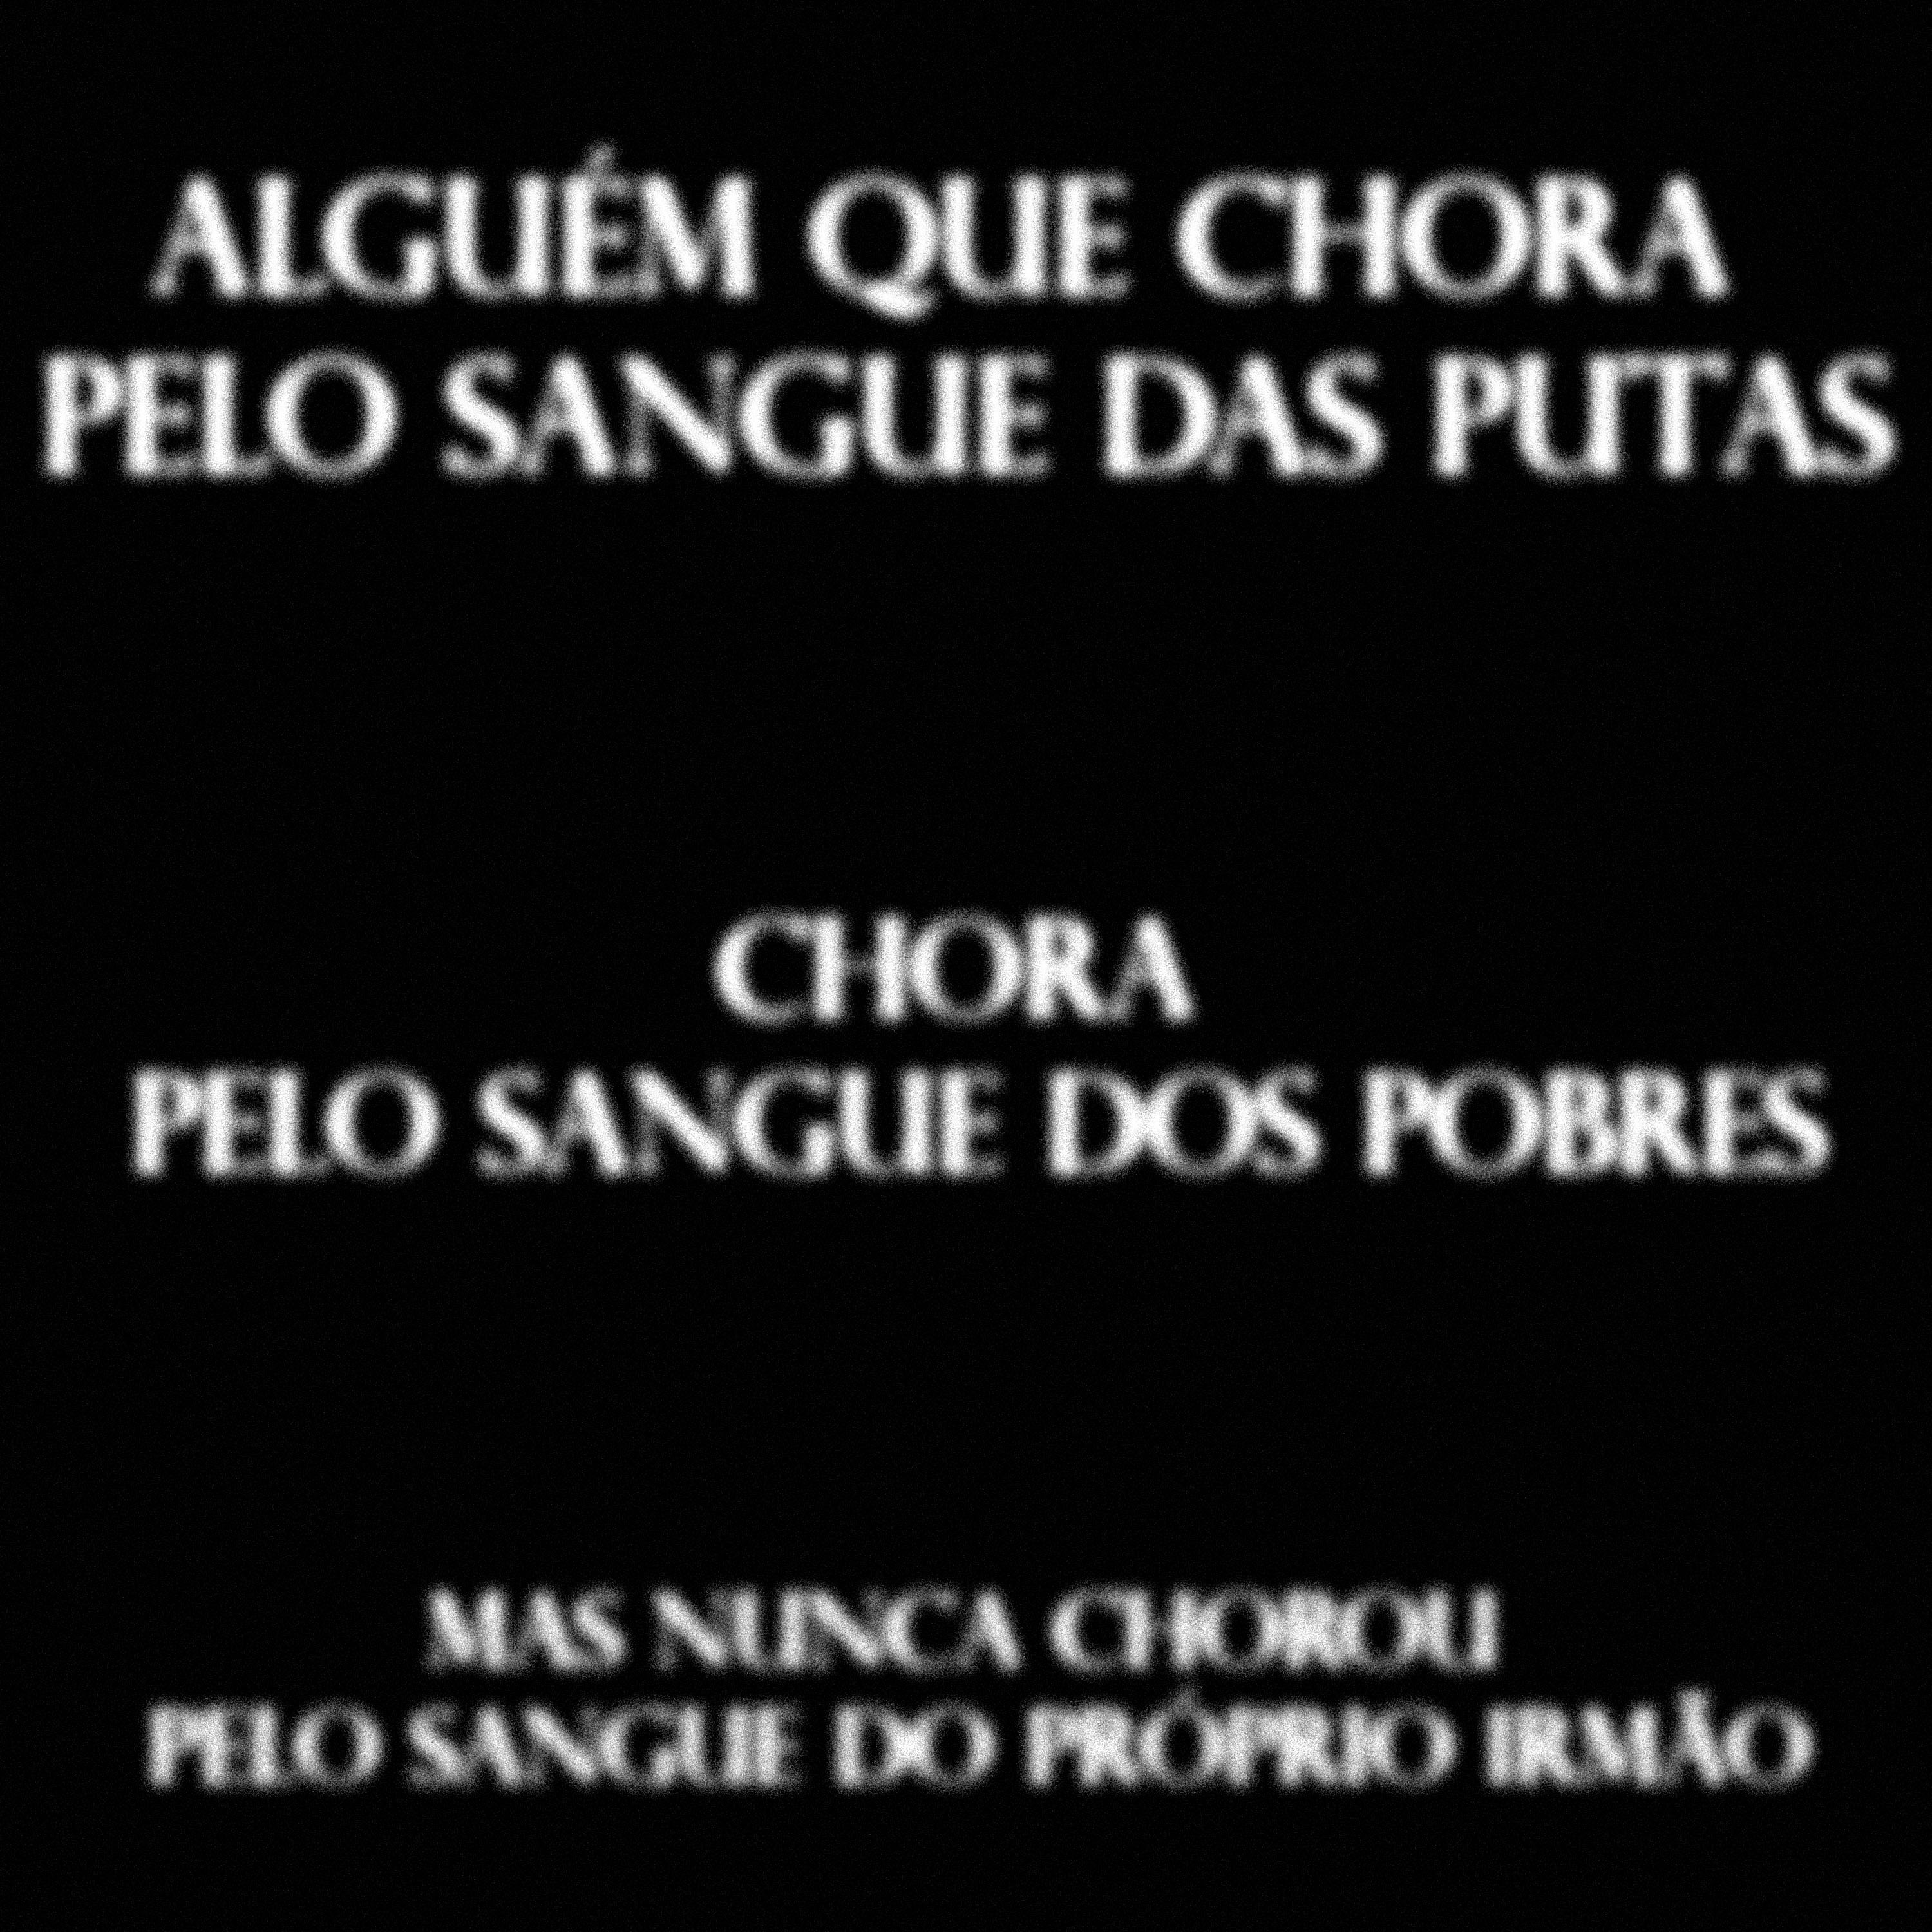 ALGUÉM QUE CHORA
PELO SANGUE DAS PUTAS
CHORA
PELO SANGUE DOS POBRES
MAS NUNCA CHOROU
PELO SANGUE DO PRÓPRIO IRMÃO